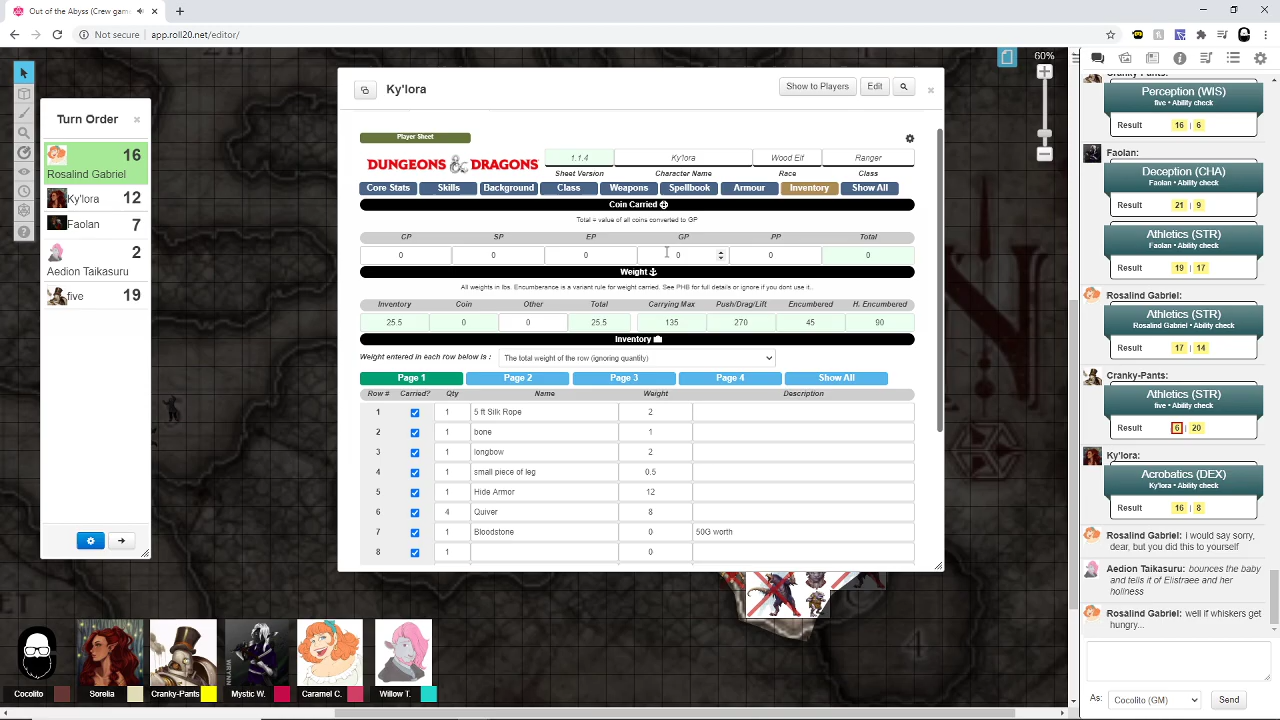 Out of the Abyss (Crew vers
Not secure | app.roll20.net/editor/
Turn Order
16
Rosalind Gabriel
Ky'lora 12
Faolan 7
2
Aedion Taikasuru
five 19
Ky'lora
Show to Players
Edit
Player Sheet
DUNGEONS & DRAGONS
1.1.4 Ky'lora Wood Elf Ranger
Sheet Version Character Name Race Class
Core Stats Skills Background Class Weapons Spellbook Armour Inventory Show All
Coin Carried
Total = value of all coins converted to GP
CP SP EP GP PP Total
0 0 0 0 0 0
Weight
All weights in lbs. Encumberance is a variant rule for weight carried. See PHB for full details or ignore if you dont use it..
Inventory Coin Other Total Carrying Max Push/Drag/Lift Encumbered H. Encumbered
25.5 0 0 25.5 135 270 45 90
Inventory
Weight entered in each row below is : The total weight of the row (ignoring quantity)
Page 1 Page 2 Page 3 Page 4 Show All
Row # Carried? Qty Name Weight Description
1 1 5 ft Silk Rope 2
2 1 bone 1
3 1 longbow 2
4 1 small piece of leg 0.5
5 1 Hide Armor 12
6 4 Quiver 8
7 1 Bloodstone 0 50G worth
8 1 0
60%
Cranky-Pants:
Perception (WIS)
five • Ability check
Result 16 | 6
Faolan:
Deception (CHA)
Faolan • Ability check
Result 21 | 9
Athletics (STR)
Faolan • Ability check
Result 19 | 17
Rosalind Gabriel:
Athletics (STR)
Rosalind Gabriel • Ability check
Result 17 | 14
Cranky-Pants:
Athletics (STR)
five • Ability check
Result 6 | 20
Ky'lora:
Acrobatics (DEX)
Ky'lora • Ability check
Result 16 | 8
Rosalind Gabriel: i would say sorry,
dear, but you did this to yourself
Aedion Taikasuru: bounces the baby
and tells it of Elistraee and her
holiness
Rosalind Gabriel: well if whiskers get
hungry...
As: Cocolito (GM) Send
Cocolito
Sorelia
Cranky-Pants
Mystic W.
Caramel C.
Willow T.